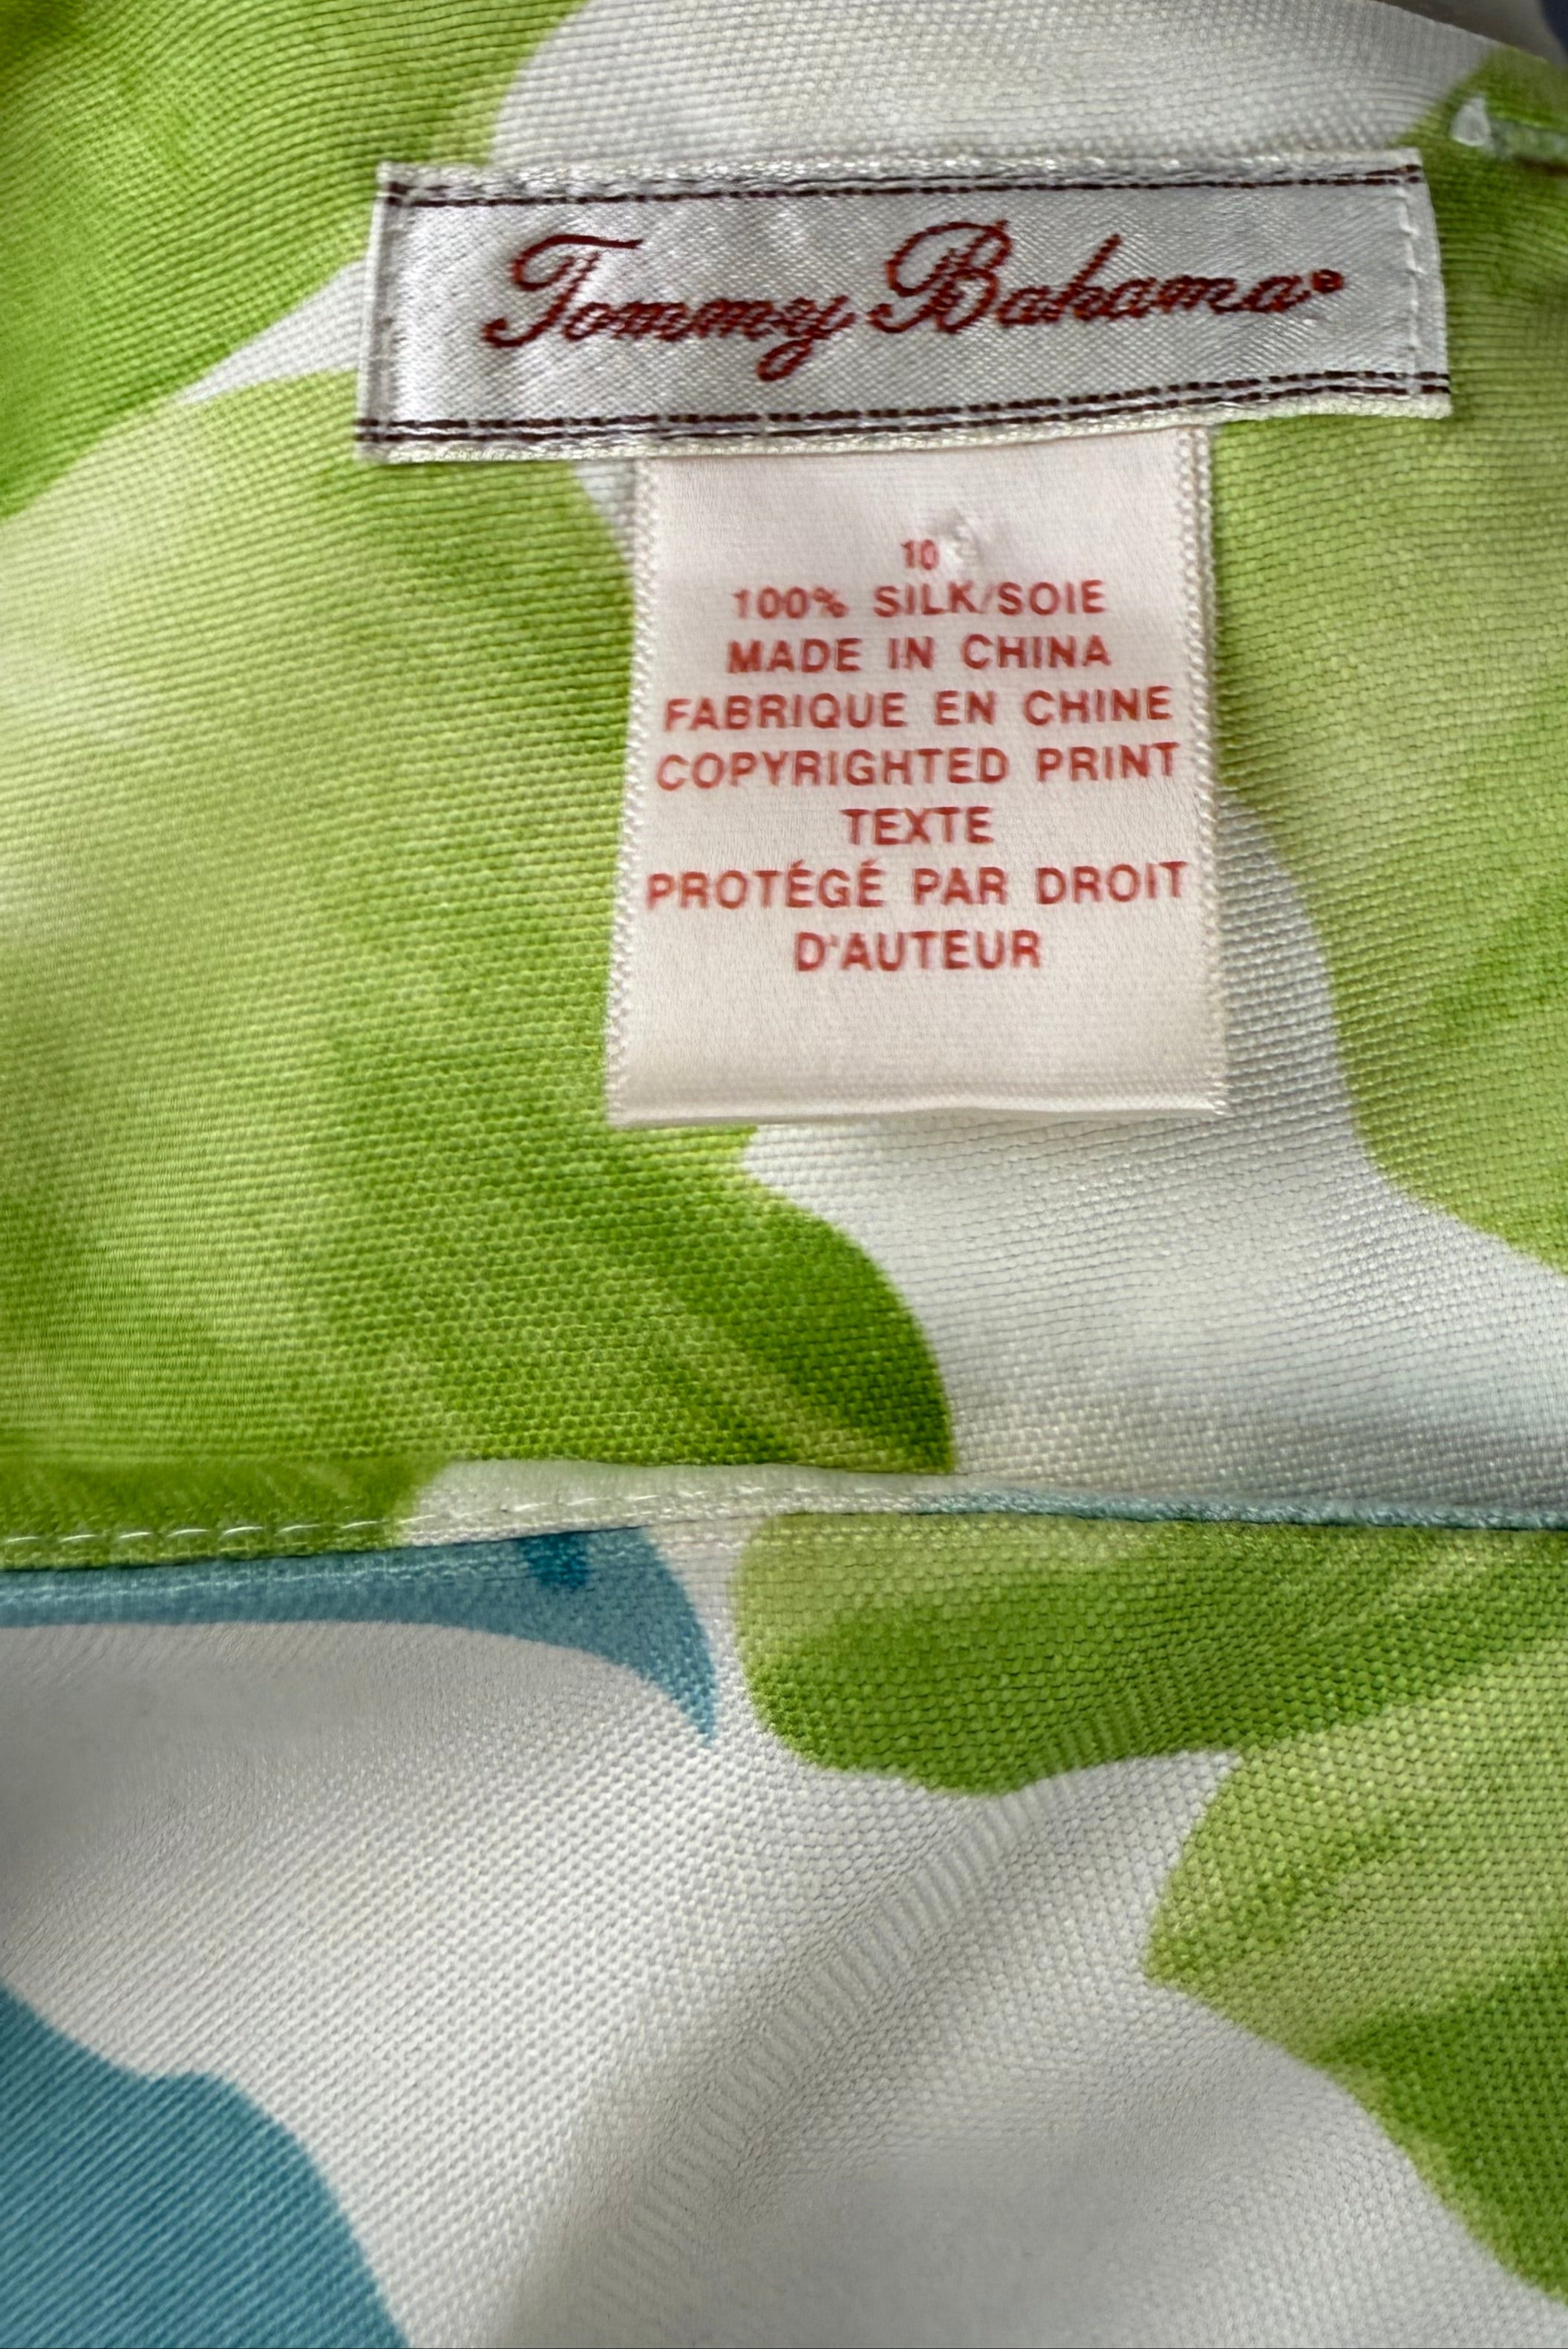 Tommy Bahama
10
100% SILK/SOIE
MADE IN CHINA
FABRIQUE EN CHINE
COPYRIGHTED PRINT
TEXTE
PROTÉGÉ PAR DROIT
D'AUTEUR